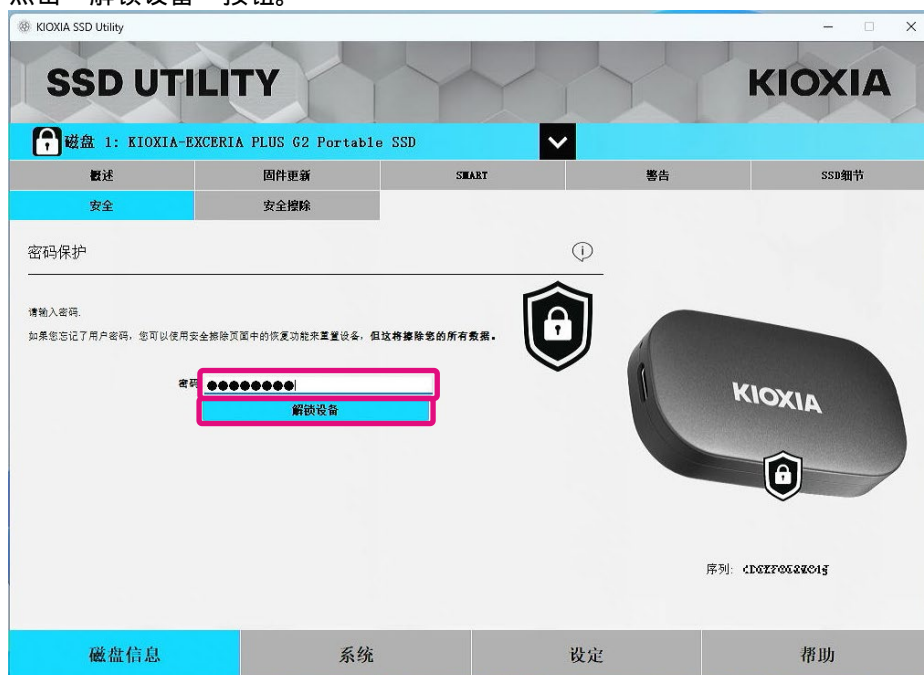 点击"解锁设备"按钮。
KIOXIA SSD Utility
SSD UTILITY
KIOXIA
磁盘 1: KIOXIA-EXCERIA PLUS G2 Portable SSD
概述 固件更新 SMART 警告 SSD细节
安全 安全擦除
密码保护
请输入密码.
如果您忘记了用户密码，您可以使用安全擦除页面中的恢复功能来重置设备，但这将擦除您的所有数据。
密码 ●●●●●●●●
解锁设备
KIOXIA
序列:
磁盘信息 系统 设定 帮助